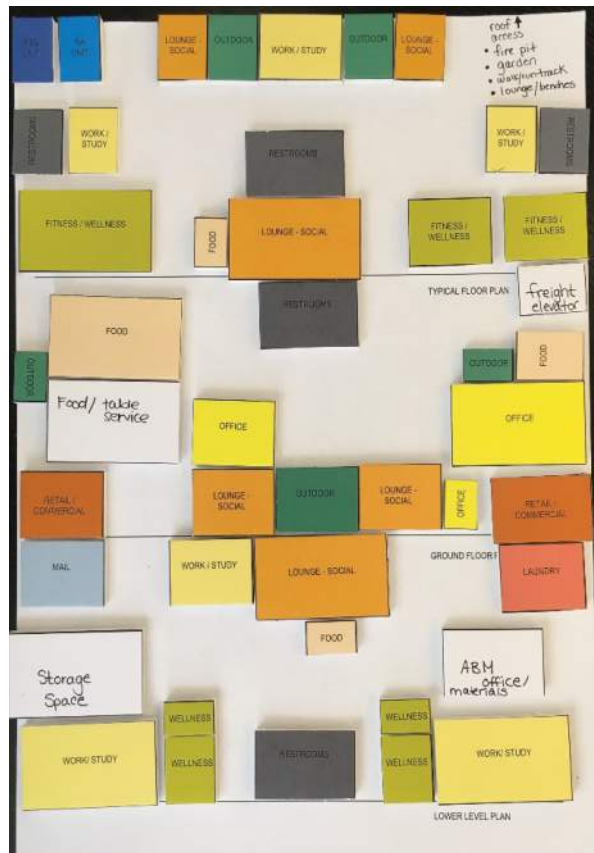 LOUNGE -
SOCIAL
OUTDOOR
WORK / STUDY
OUTDOOR
LOUNGE -
SOCIAL
roof ↑
access
• fire pit
• garden
• walk/run track
• lounge/benches
RESTROOMS
WORK /
STUDY
RESTROOMS
WORK /
STUDY
RESTROOMS
FITNESS / WELLNESS
FOOD
LOUNGE - SOCIAL
FITNESS /
WELLNESS
FITNESS /
WELLNESS
TYPICAL FLOOR PLAN
freight
elevator
RESTROOMS
FOOD
OUTDOOR
Food/ table
service
OUTDOOR
FOOD
OFFICE
OFFICE
RETAIL /
COMMERCIAL
LOUNGE -
SOCIAL
OUTDOOR
LOUNGE -
SOCIAL
OFFICE
RETAIL /
COMMERCIAL
GROUND FLOOR P
MAIL
WORK / STUDY
LOUNGE - SOCIAL
LAUNDRY
FOOD
Storage
Space
ABM
office/
materials
WORK/ STUDY
WELLNESS
WELLNESS
RESTROOMS
WELLNESS
WELLNESS
WORK/ STUDY
LOWER LEVEL PLAN